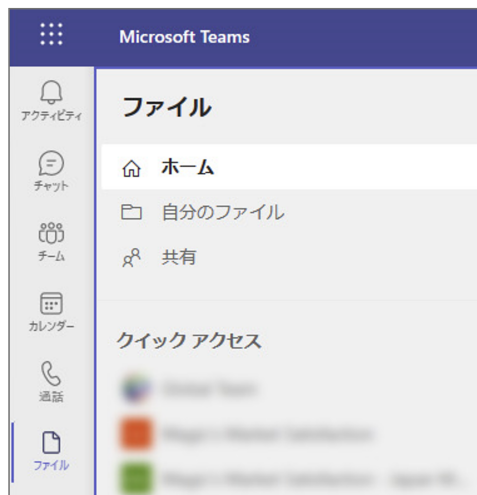 Microsoft Teams
アクティビティ
チャット
チーム
カレンダー
通話
ファイル
ファイル
ホーム
自分のファイル
共有
クイック アクセス